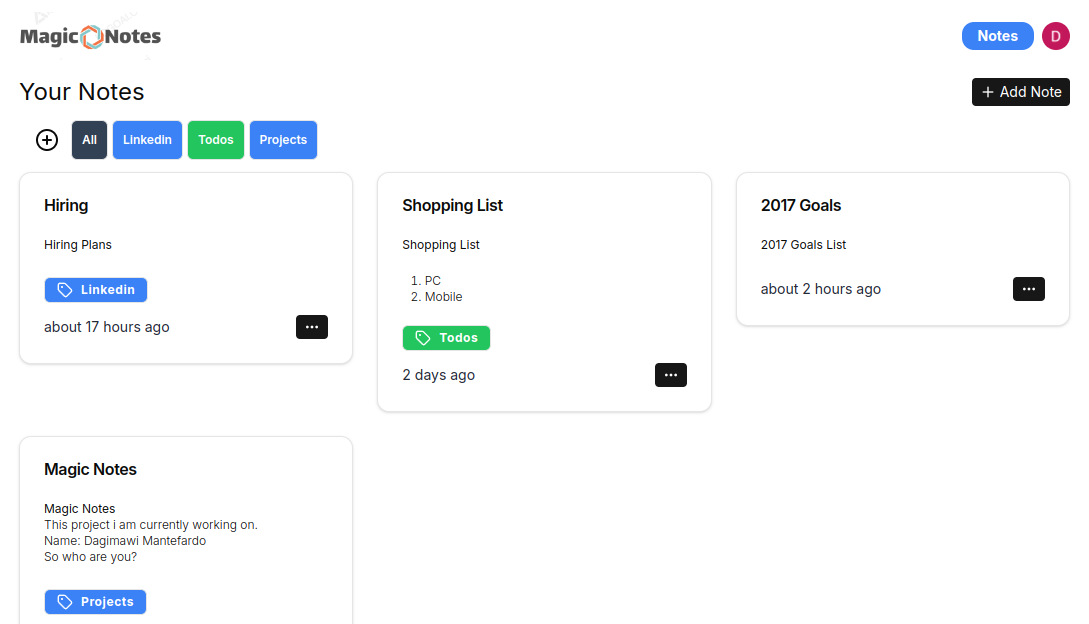 Magic Notes
Notes
D
Your Notes
+ Add Note
All
Linkedin
Todos
Projects
Hiring
Hiring Plans
Linkedin
about 17 hours ago
Shopping List
Shopping List
1. PC
2. Mobile
Todos
2 days ago
2017 Goals
2017 Goals List
about 2 hours ago
Magic Notes
Magic Notes
This project i am currently working on.
Name: Dagimawi Mantefardo
So who are you?
Projects